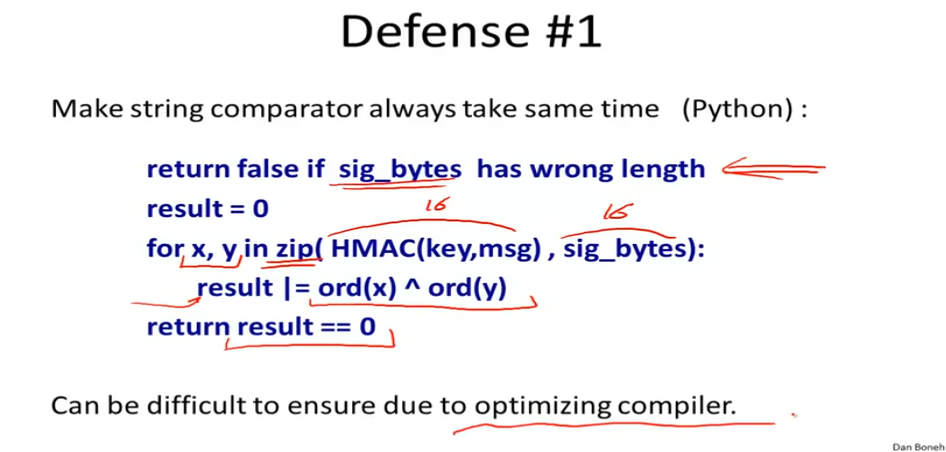 Defense #1
Make string comparator always take same time (Python) :
return false if sig_bytes has wrong length
result = 0
16 16
for x, y in zip( HMAC(key,msg) , sig_bytes):
result |= ord(x) ^ ord(y)
return result == 0
Can be difficult to ensure due to optimizing compiler.
Dan Boneh